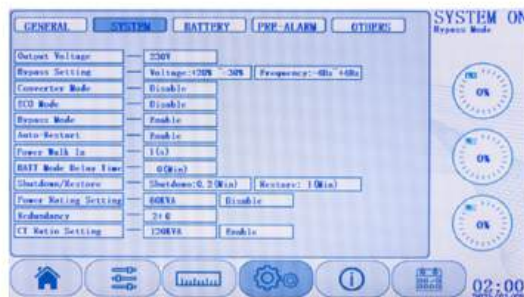 GENERAL SYSTEM BATTERY PRE-ALARM OTHERS
SYSTEM ON
Bypass Mode
Output Voltage 230V
Bypass Setting Voltage:+20% ~-30% Frequency:-6Hz~+6Hz
Converter Mode Disable
ECO Mode Disable
Bypass Mode Enable
Auto-Restart Enable
Power Walk In 1(s)
BATT Mode Delay Time 0(Min)
Shutdown/Restore Shutdown:0.2(Min) Restore: 1(Min)
Power Rating Setting 60KVA Disable
Redundancy 2+0
CT Ratio Setting 120KVA Enable
0%
0%
0%
02:00